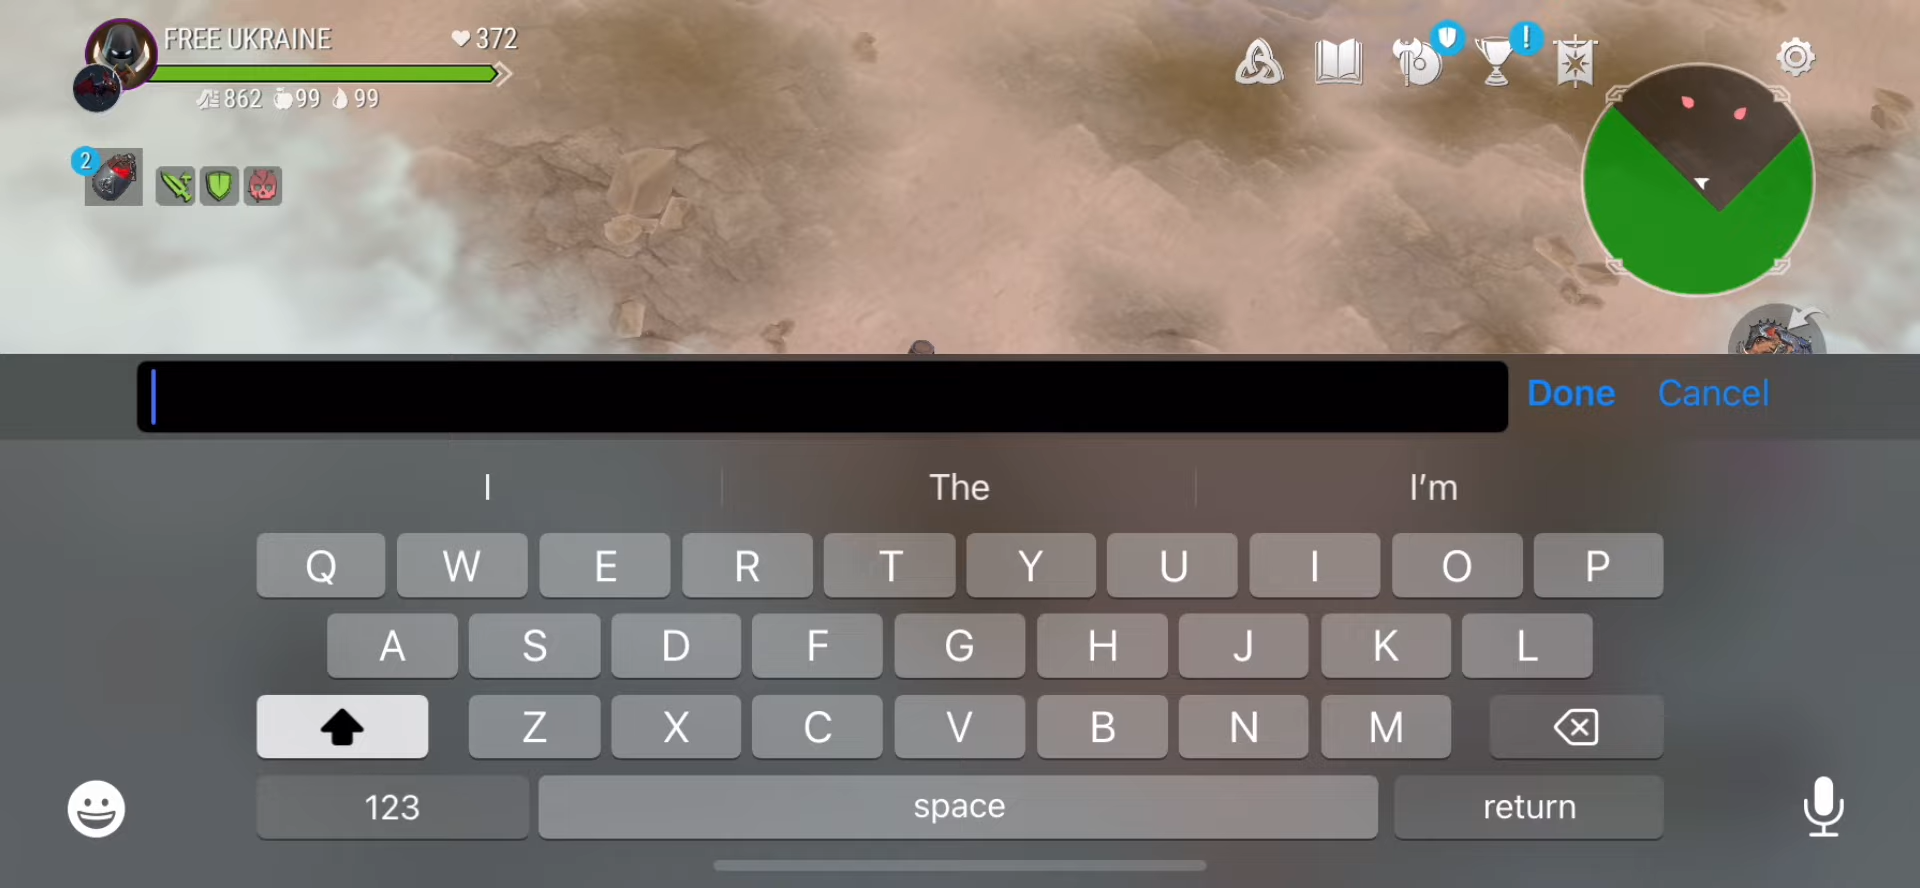 FREE UKRAINE 372
862 99 99
2
!
Done Cancel
I The I'm
Q W E R T Y U I O P
A S D F G H J K L
Z X C V B N M
123 space return